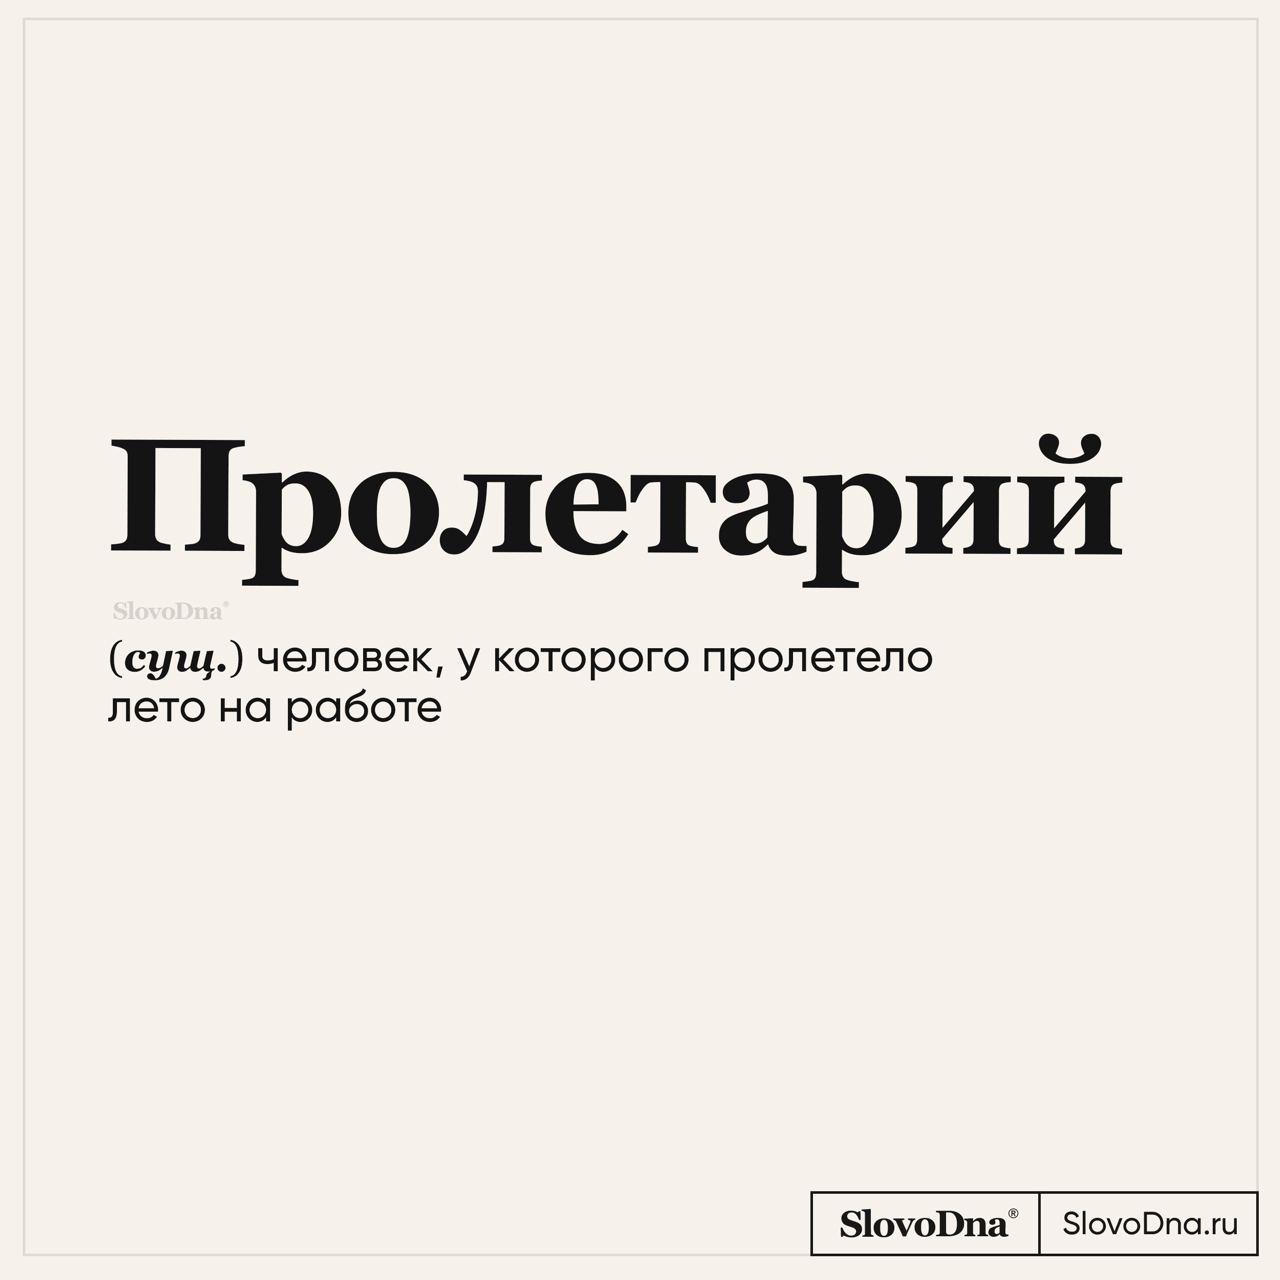 Пролетарий
SlovoDna®
(сущ.) человек, у которого пролетело
лето на работе
SlovoDna® SlovoDna.ru